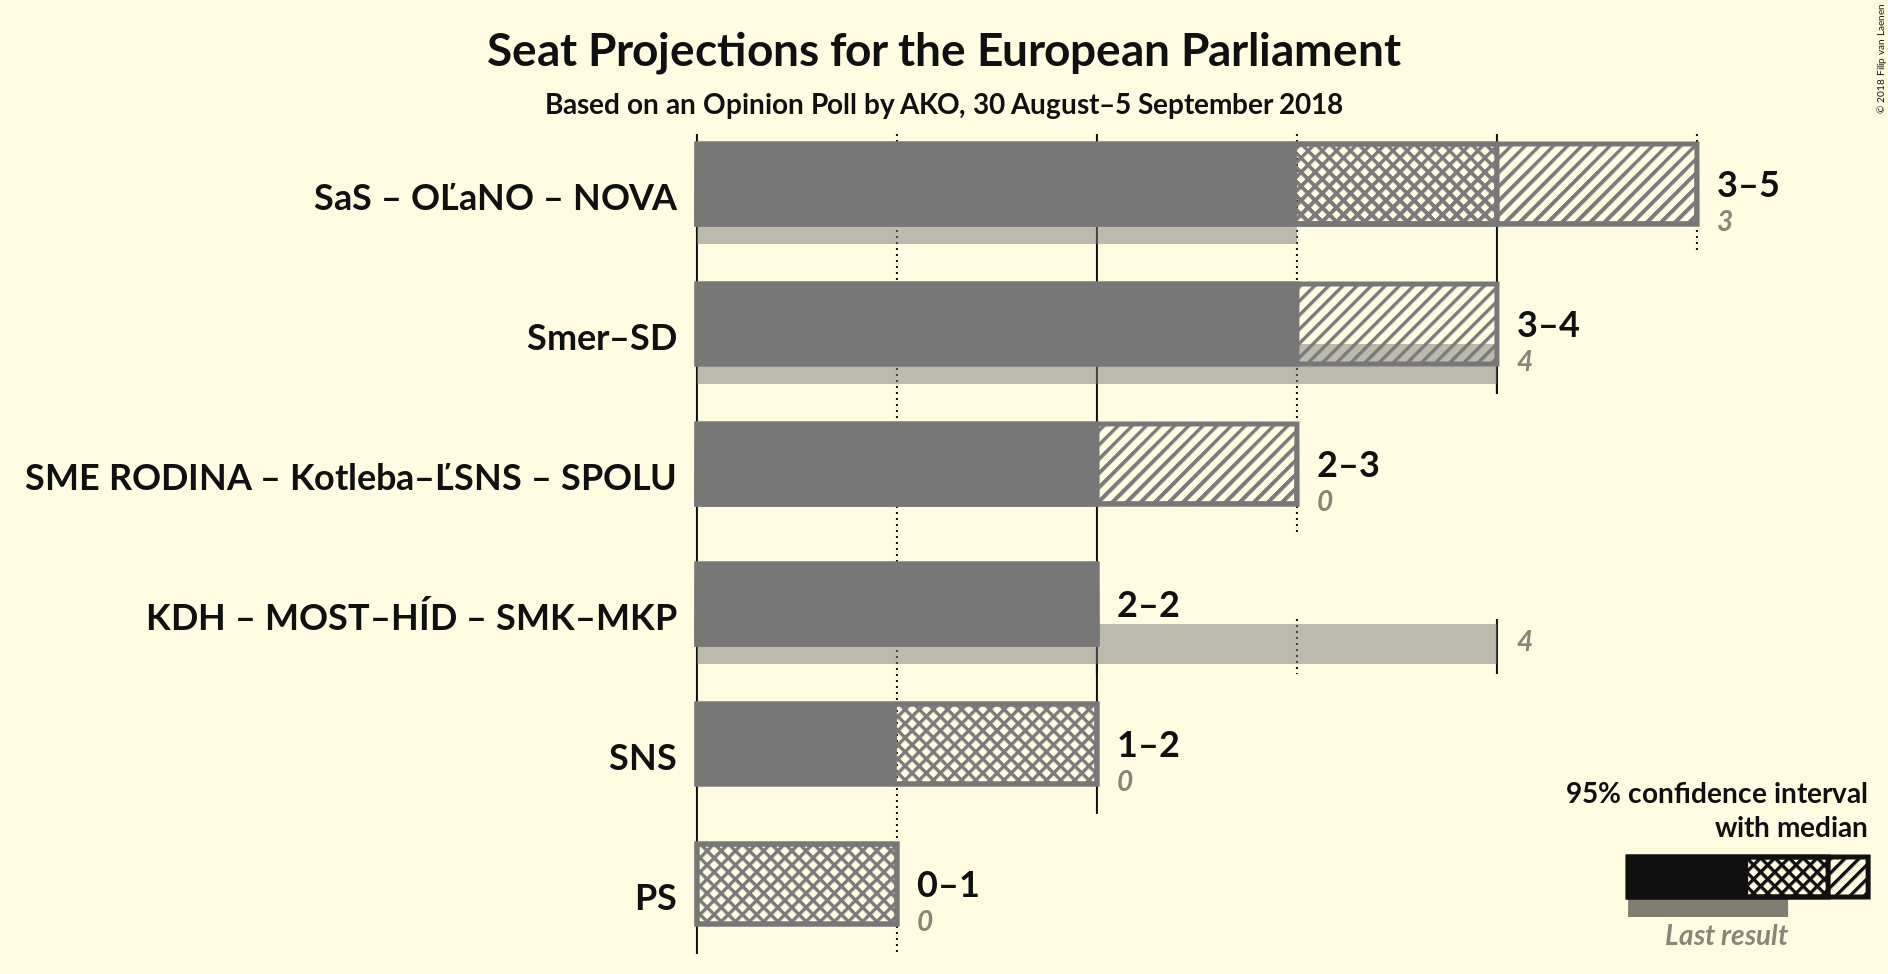 Seat Projections for the European Parliament
Based on an Opinion Poll by AKO, 30 August–5 September 2018
© 2018 Filip van Laenen
SaS – OĽaNO – NOVA
3–5
3
Smer–SD
3–4
4
SME RODINA – Kotleba–ĽSNS – SPOLU
2–3
0
KDH – MOST–HÍD – SMK–MKP
2–2
4
SNS
1–2
0
PS
0–1
0
95% confidence interval
with median
Last result